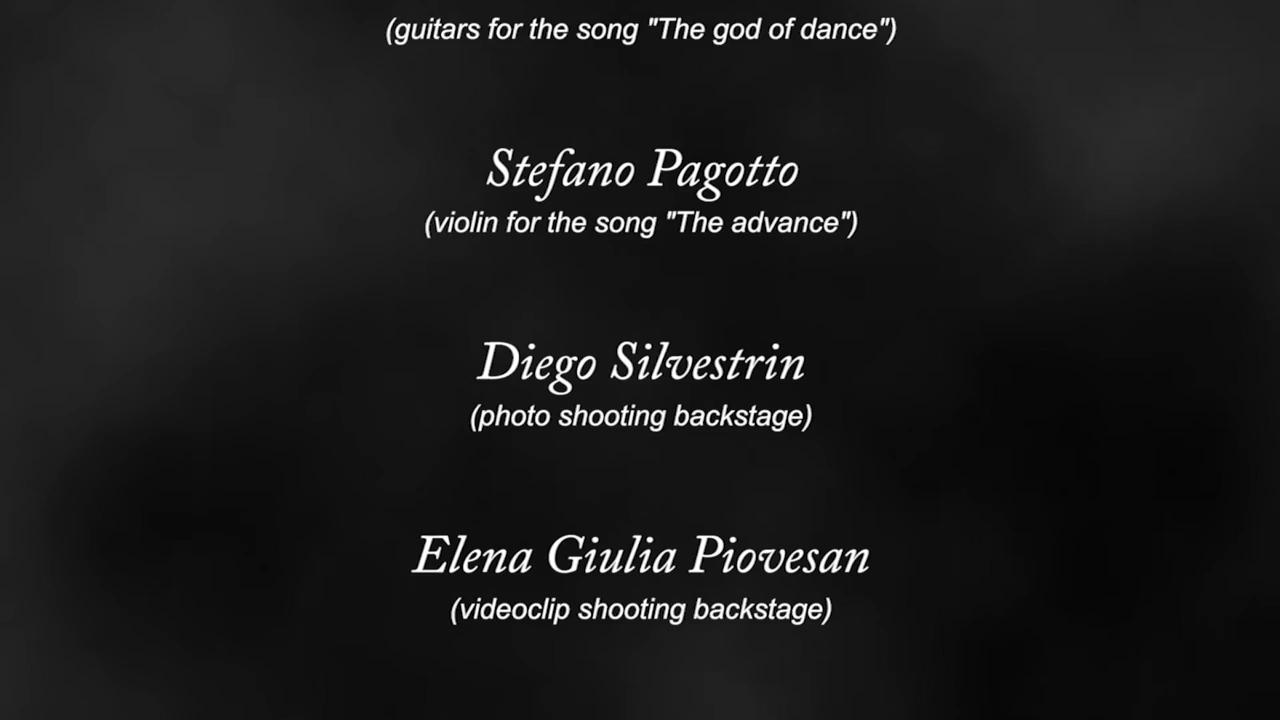 (guitars for the song "The god of dance")
Stefano Pagotto
(violin for the song "The advance")
Diego Silvestrin
(photo shooting backstage)
Elena Giulia Piovesan
(videoclip shooting backstage)